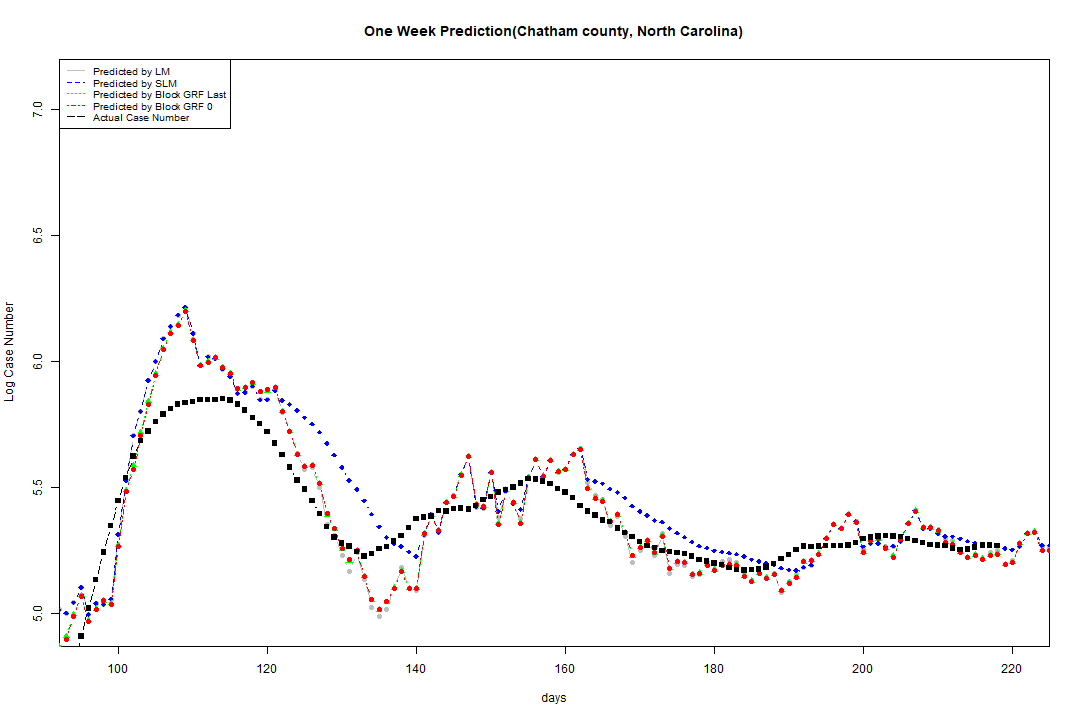 One Week Prediction(Chatham county, North Carolina)
Predicted by LM
Predicted by SLM
Predicted by Block GRF Last
Predicted by Block GRF 0
Actual Case Number
Log Case Number
7.0
6.5
6.0
5.5
5.0
100 120 140 160 180 200 220
days